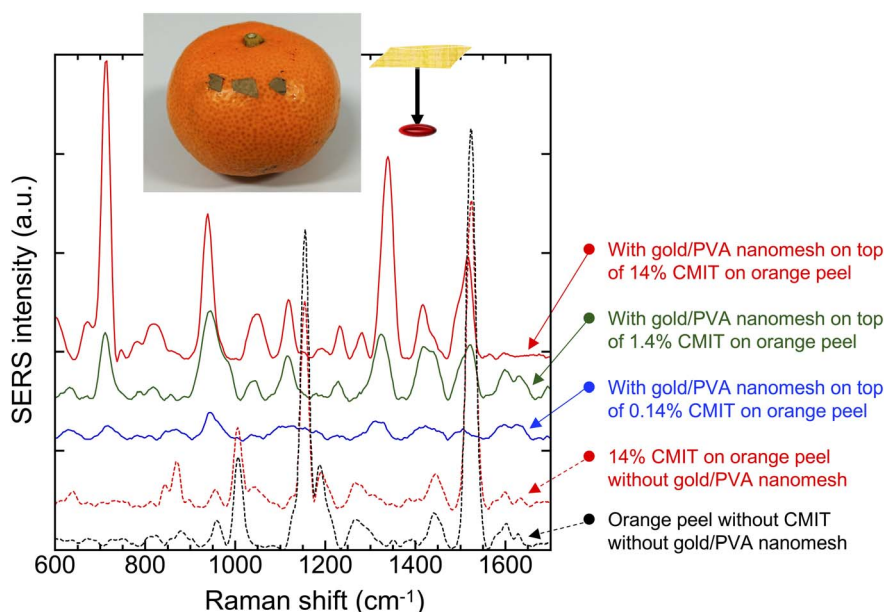 SERS intensity (a.u.)
With gold/PVA nanomesh on top
of 14% CMIT on orange peel
With gold/PVA nanomesh on top
of 1.4% CMIT on orange peel
With gold/PVA nanomesh on top
of 0.14% CMIT on orange peel
14% CMIT on orange peel
without gold/PVA nanomesh
Orange peel without CMIT
without gold/PVA nanomesh
600 800 1000 1200 1400 1600
Raman shift (cm⁻¹)